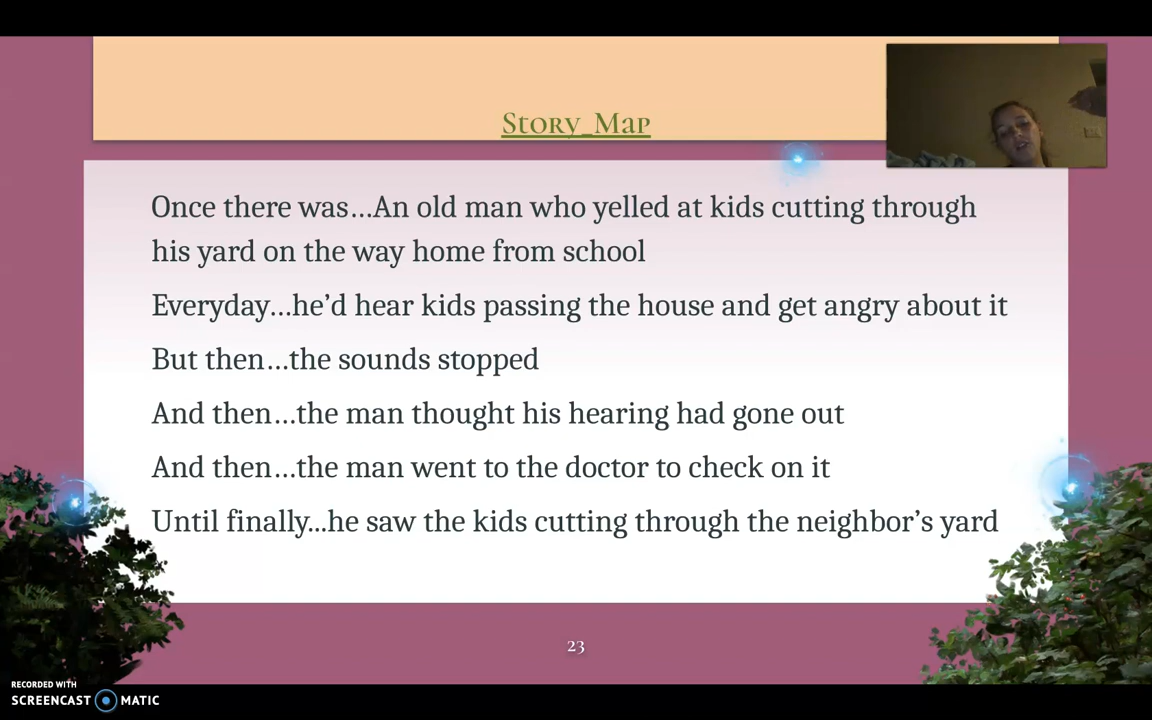 Story_Map
Once there was...An old man who yelled at kids cutting through
his yard on the way home from school
Everyday...he’d hear kids passing the house and get angry about it
But then...the sounds stopped
And then...the man thought his hearing had gone out
And then...the man went to the doctor to check on it
Until finally...he saw the kids cutting through the neighbor’s yard
23
RECORDED WITH
SCREENCAST MATIC